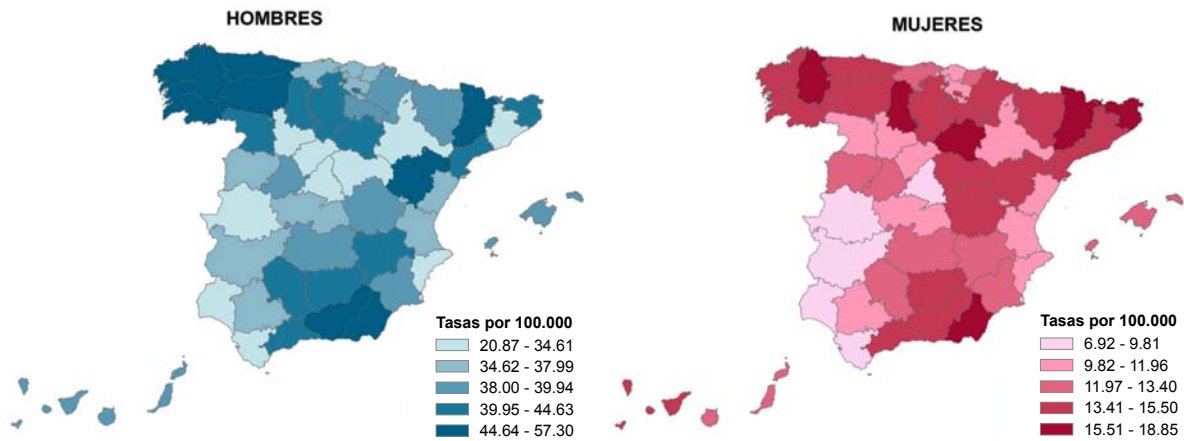 HOMBRES
Tasas por 100.000
20.87 - 34.61
34.62 - 37.99
38.00 - 39.94
39.95 - 44.63
44.64 - 57.30
MUJERES
Tasas por 100.000
6.92 - 9.81
9.82 - 11.96
11.97 - 13.40
13.41 - 15.50
15.51 - 18.85